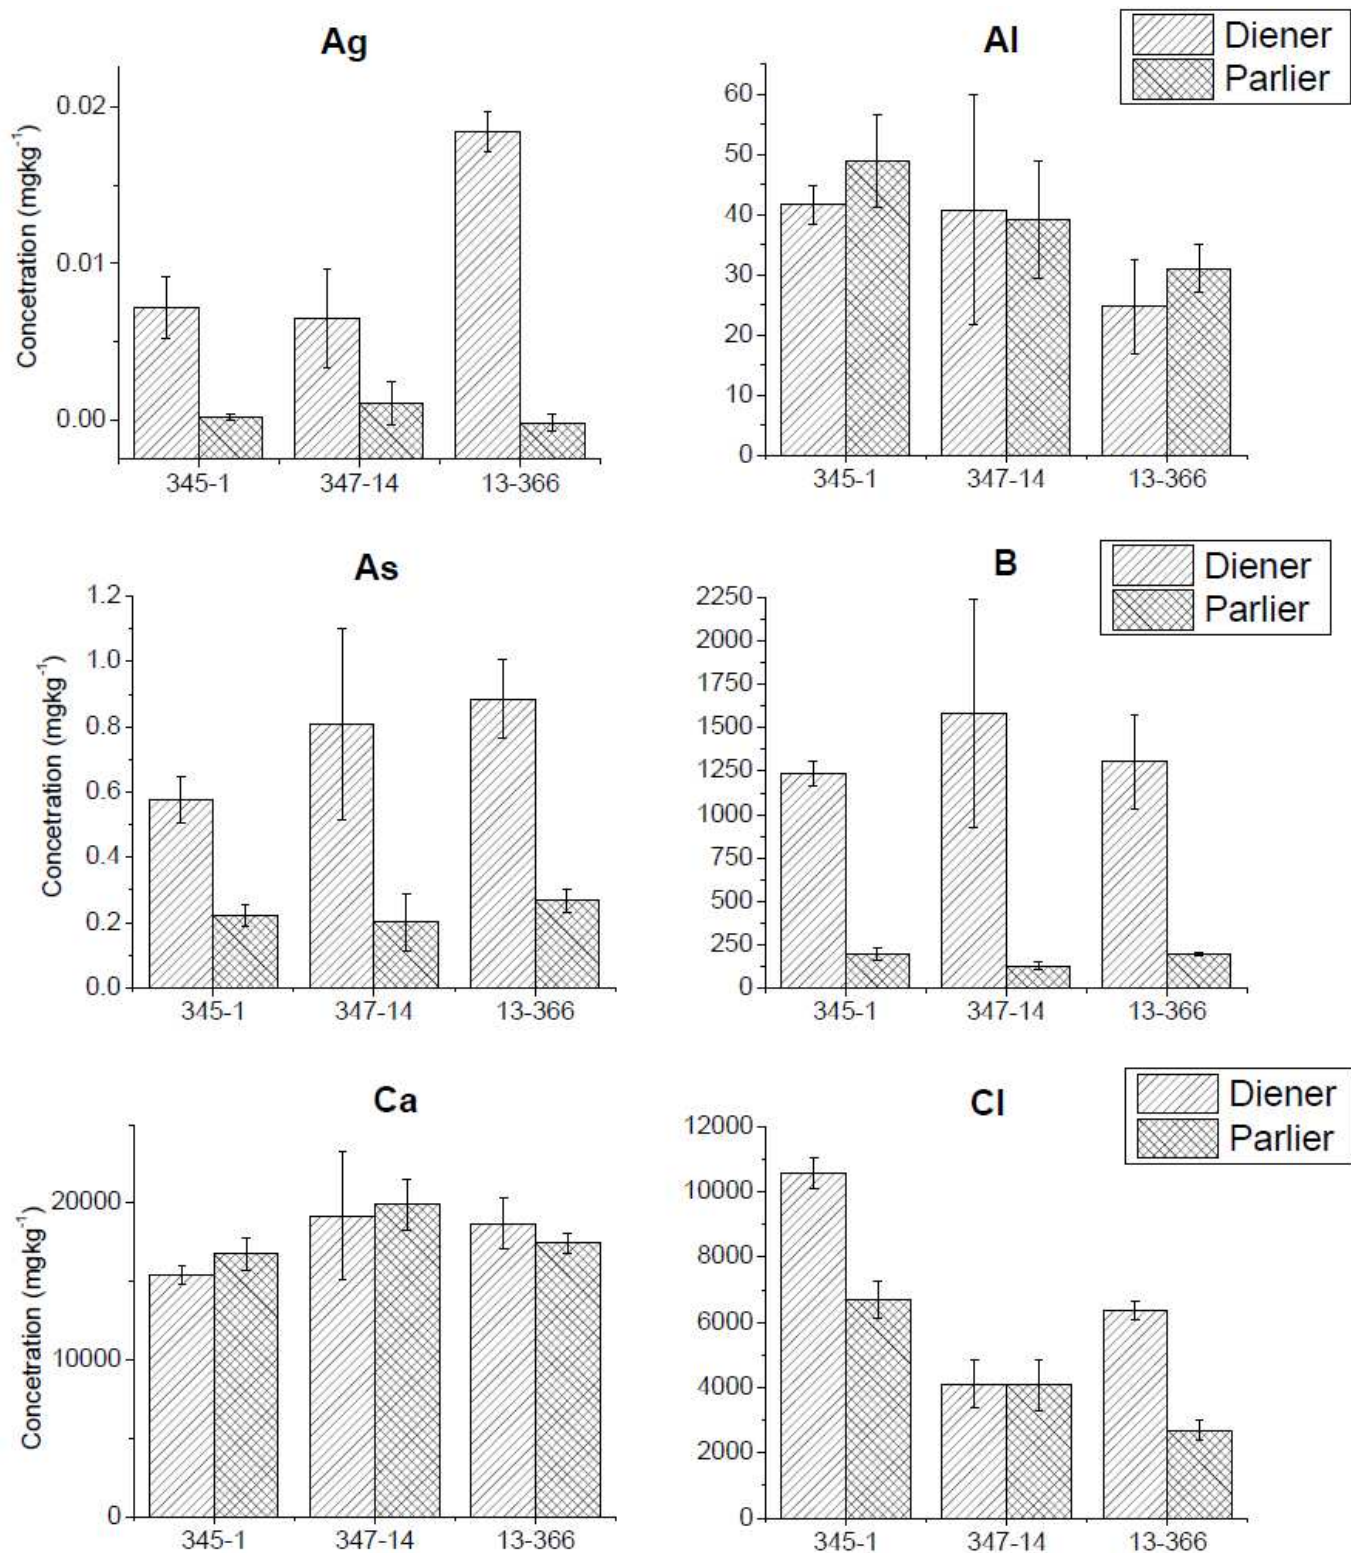 Ag
Concetration (mgkg-1)
0.02
0.01
0.00
345-1 347-14 13-366
Al
Diener
Parlier
60
50
40
30
20
10
0
345-1 347-14 13-366
As
Concetration (mgkg-1)
1.2
1.0
0.8
0.6
0.4
0.2
0.0
345-1 347-14 13-366
B
Diener
Parlier
2250
2000
1750
1500
1250
1000
750
500
250
0
345-1 347-14 13-366
Ca
Concetration (mgkg-1)
20000
10000
0
345-1 347-14 13-366
Cl
Diener
Parlier
12000
10000
8000
6000
4000
2000
0
345-1 347-14 13-366